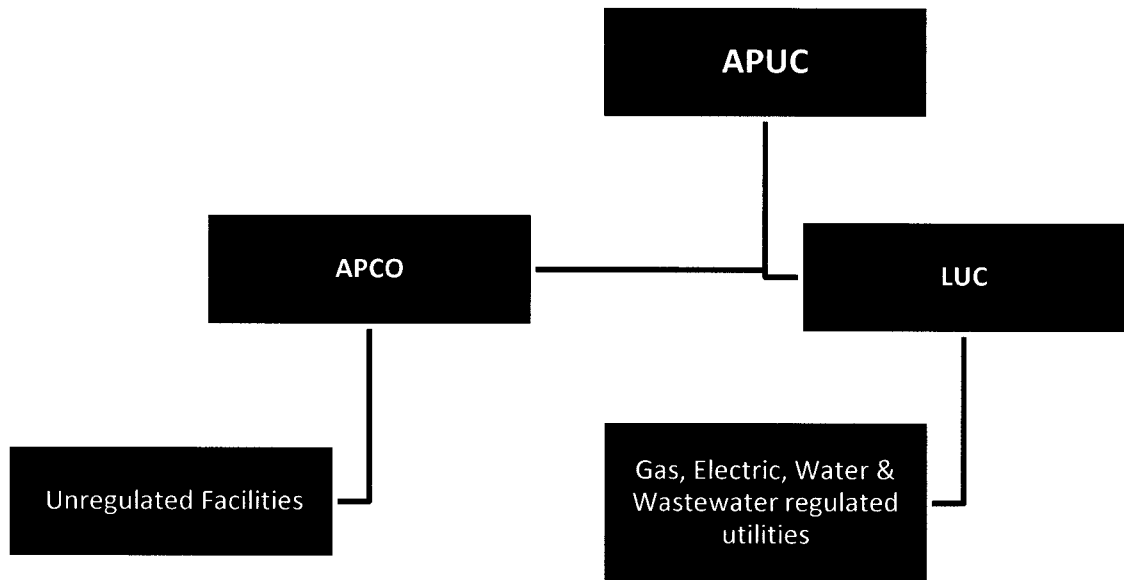 APUC
APCO
LUC
Unregulated Facilities
Gas, Electric, Water &
Wastewater regulated
utilities